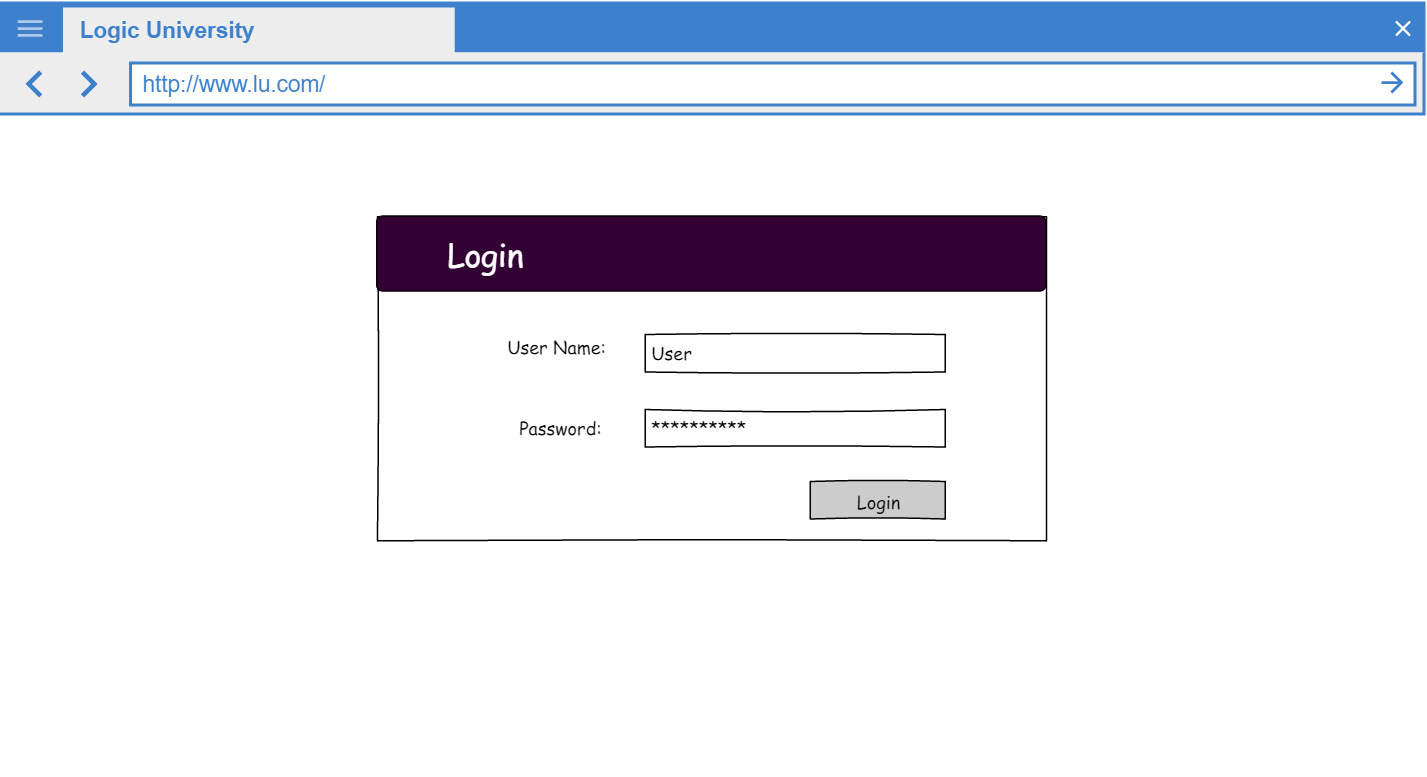 Logic University
http://www.lu.com/
Login
User Name:
User
Password:
**********
Login